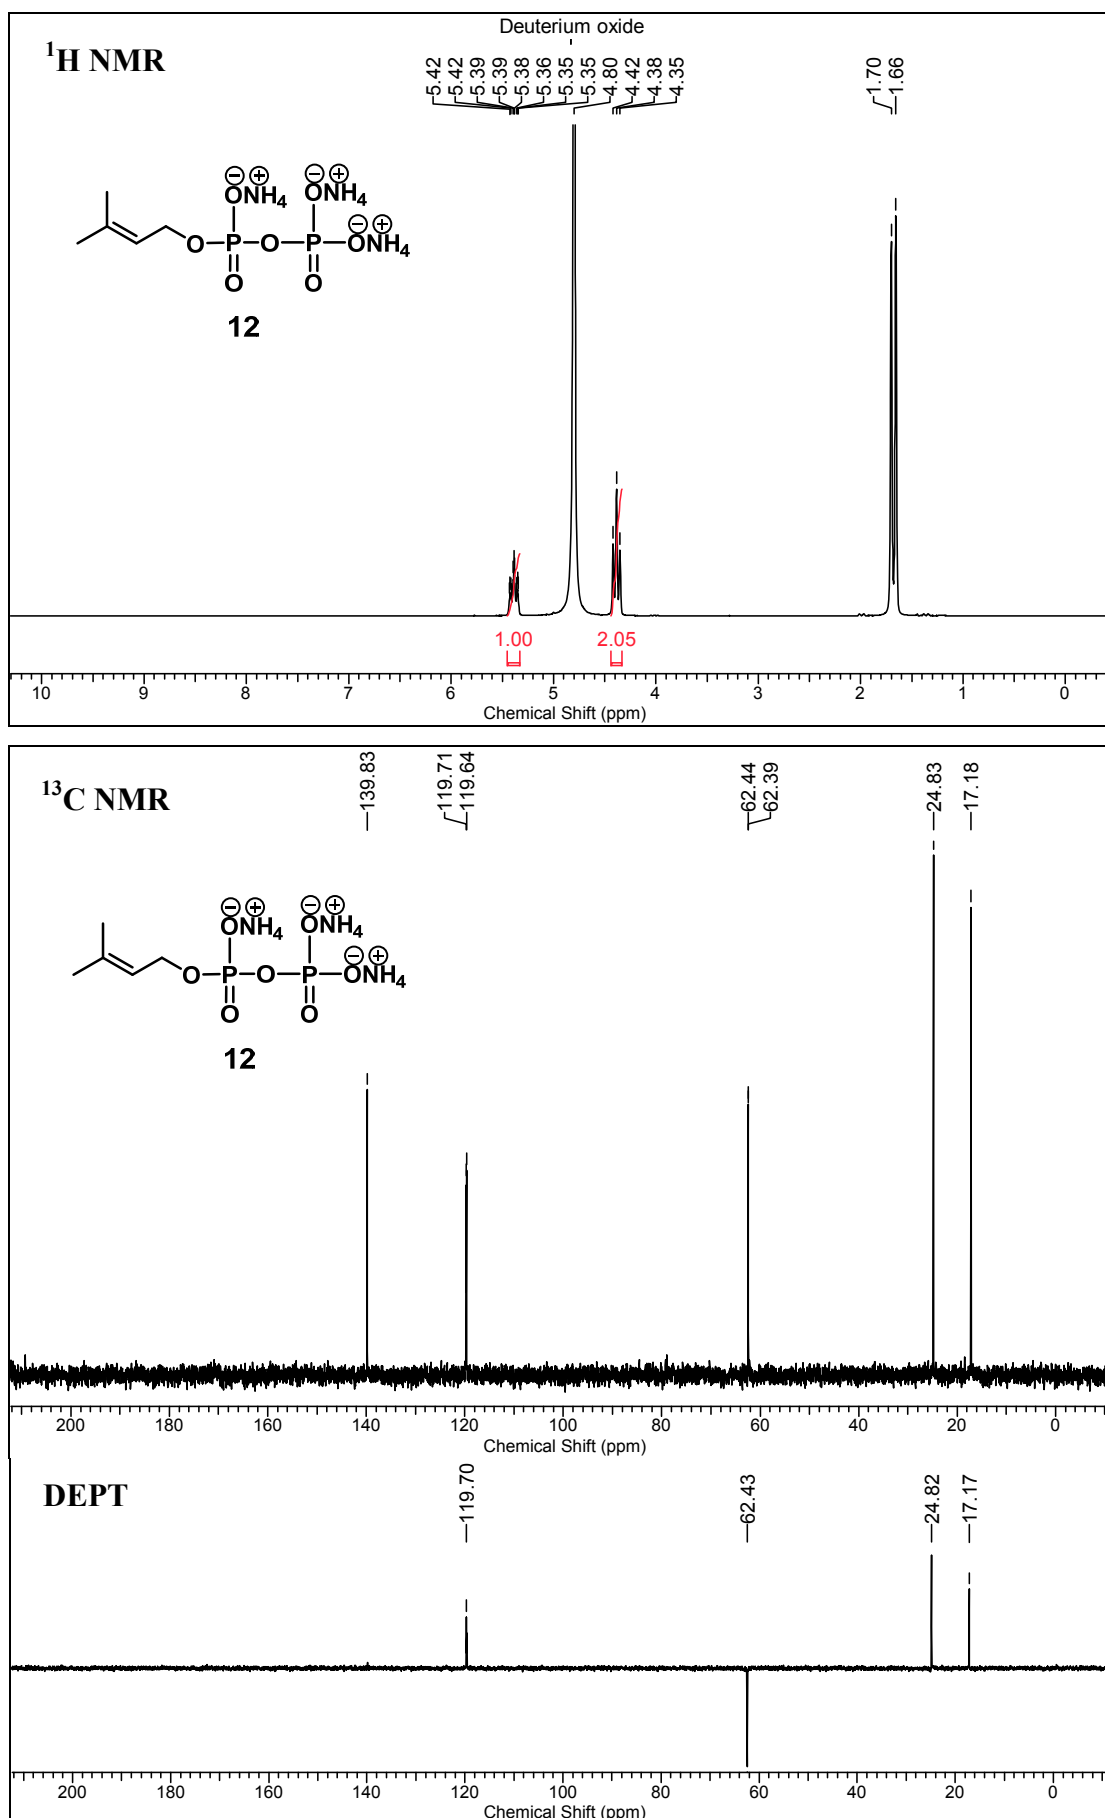 Deuterium oxide
¹H NMR
5.42 5.42 5.39 5.39 5.38 5.36 5.35 5.35 4.80 4.42 4.38 4.35 1.70 1.66
⊖⊕ ⊖⊕
ONH₄ ONH₄
⊖⊕
O–P–O–P–ONH₄
O O
12
1.00 2.05
10 9 8 7 6 5 4 3 2 1 0
Chemical Shift (ppm)
¹³C NMR
139.83 119.71 119.64 62.44 62.39 24.83 17.18
⊖⊕ ⊖⊕
ONH₄ ONH₄
⊖⊕
O–P–O–P–ONH₄
O O
12
200 180 160 140 120 100 80 60 40 20 0
Chemical Shift (ppm)
DEPT
119.70 62.43 24.82 17.17
200 180 160 140 120 100 80 60 40 20 0
Chemical Shift (ppm)